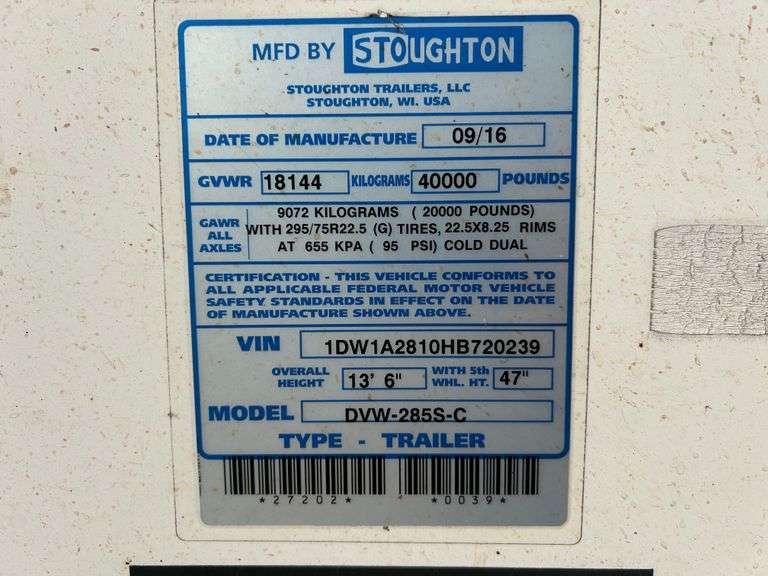 MFD BY STOUGHTON
STOUGHTON TRAILERS, LLC
STOUGHTON, WI. USA
DATE OF MANUFACTURE 09/16
GVWR 18144 KILOGRAMS 40000 POUNDS
GAWR ALL AXLES
9072 KILOGRAMS ( 20000 POUNDS)
WITH 295/75R22.5 (G) TIRES, 22.5X8.25 RIMS
AT 655 KPA ( 95 PSI) COLD DUAL
CERTIFICATION - THIS VEHICLE CONFORMS TO
ALL APPLICABLE FEDERAL MOTOR VEHICLE
SAFETY STANDARDS IN EFFECT ON THE DATE
OF MANUFACTURE SHOWN ABOVE.
VIN 1DW1A2810HB720239
OVERALL HEIGHT 13' 6" WITH 5th WHL. HT. 47"
MODEL DVW-285S-C
TYPE - TRAILER
*27202* *0039*